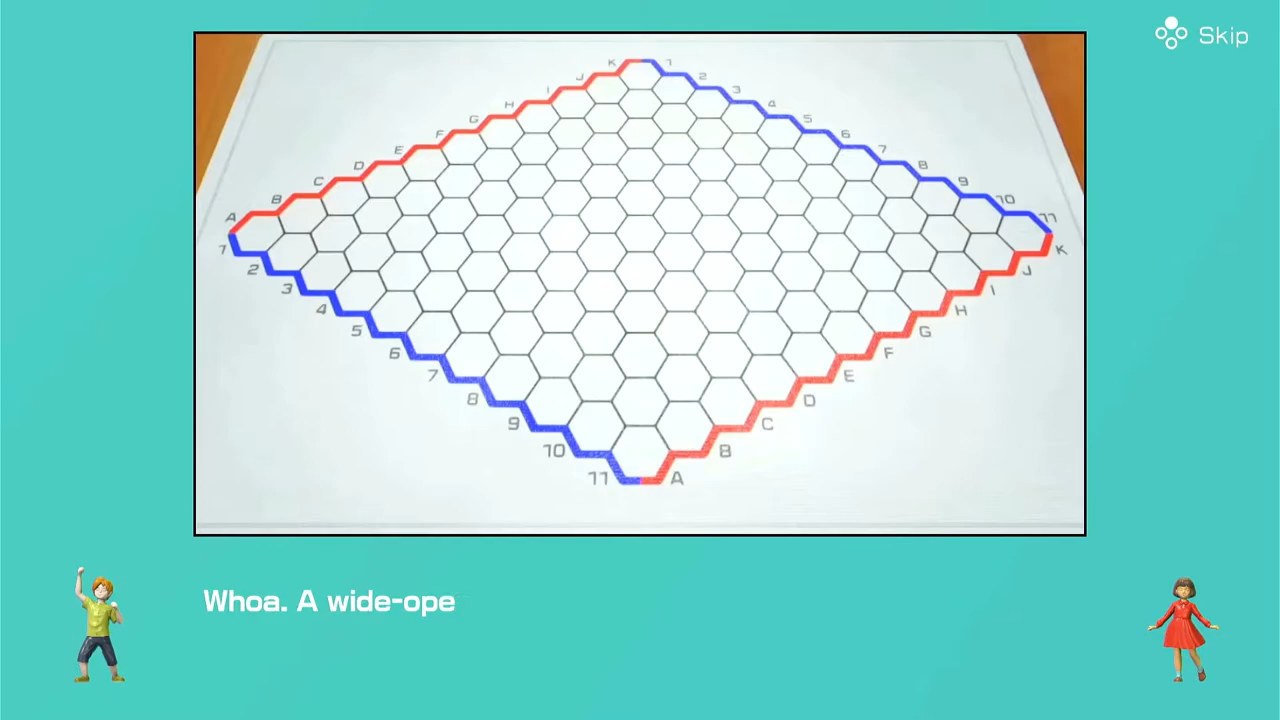 Skip
K 1
J 2
I 3
H 4
G 5
F 6
E 7
D 8
C 9
B 10
A 11
1 K
2 J
3 I
4 H
5 G
6 F
7 E
8 D
9 C
10 B
11 A
Whoa. A wide-ope